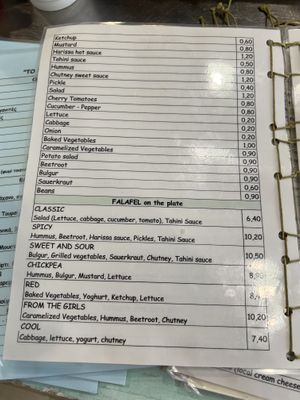 Ketchup 0,60
Mustard 0,80
Harissa hot sauce 1,20
Tahini sauce 0,50
Hummus 0,80
Chutney sweet sauce 1,20
Pickle 0,40
Salad 1,20
Cherry Tomatoes 0,80
Cucumber - Pepper 0,80
Lettuce 0,80
Cabbage 0,20
Onion 0,20
Baked Vegetables 1,00
Caramelized Vegetables 0,90
Potato salad 0,90
Beetroot 0,90
Bulgur 0,90
Sauerkraut 0,60
Beans 0,90
FALAFEL on the plate
CLASSIC
Salad (Lettuce, cabbage, cucumber, tomato), Tahini Sauce 6,40
SPICY
Hummus, Beetroot, Harissa sauce, Pickles, Tahini Sauce 10,20
SWEET AND SOUR
Bulgur, Grilled vegetables, Sauerkraut, Chutney, Tahini sauce 10,50
CHICKPEA
Hummus, Bulgur, Mustard, Lettuce
RED
Baked Vegetables, Yoghurt, Ketchup, Lettuce
FROM THE GIRLS
Caramelized Vegetables, Hummus, Beetroot, Chutney 10,20
COOL
Cabbage, lettuce, yogurt, chutney 7,40
cream cheese